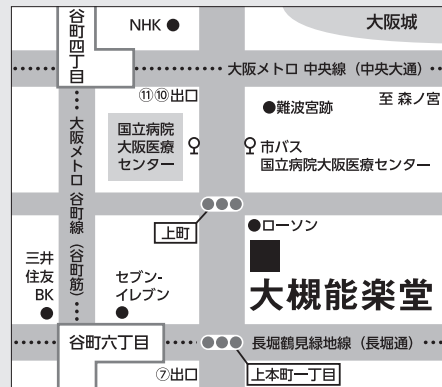 谷町四丁目
NHK
大阪城
大阪メトロ 中央線（中央大通）
⑪⑩出口
至 森ノ宮
難波宮跡
国立病院
大阪医療
センター
市バス
国立病院大阪医療センター
大阪メトロ 谷町線（谷町筋）
上町
ローソン
三井
住友
BK
セブン-
イレブン
大槻能楽堂
谷町六丁目
長堀鶴見緑地線（長堀通）
⑦出口
上本町一丁目